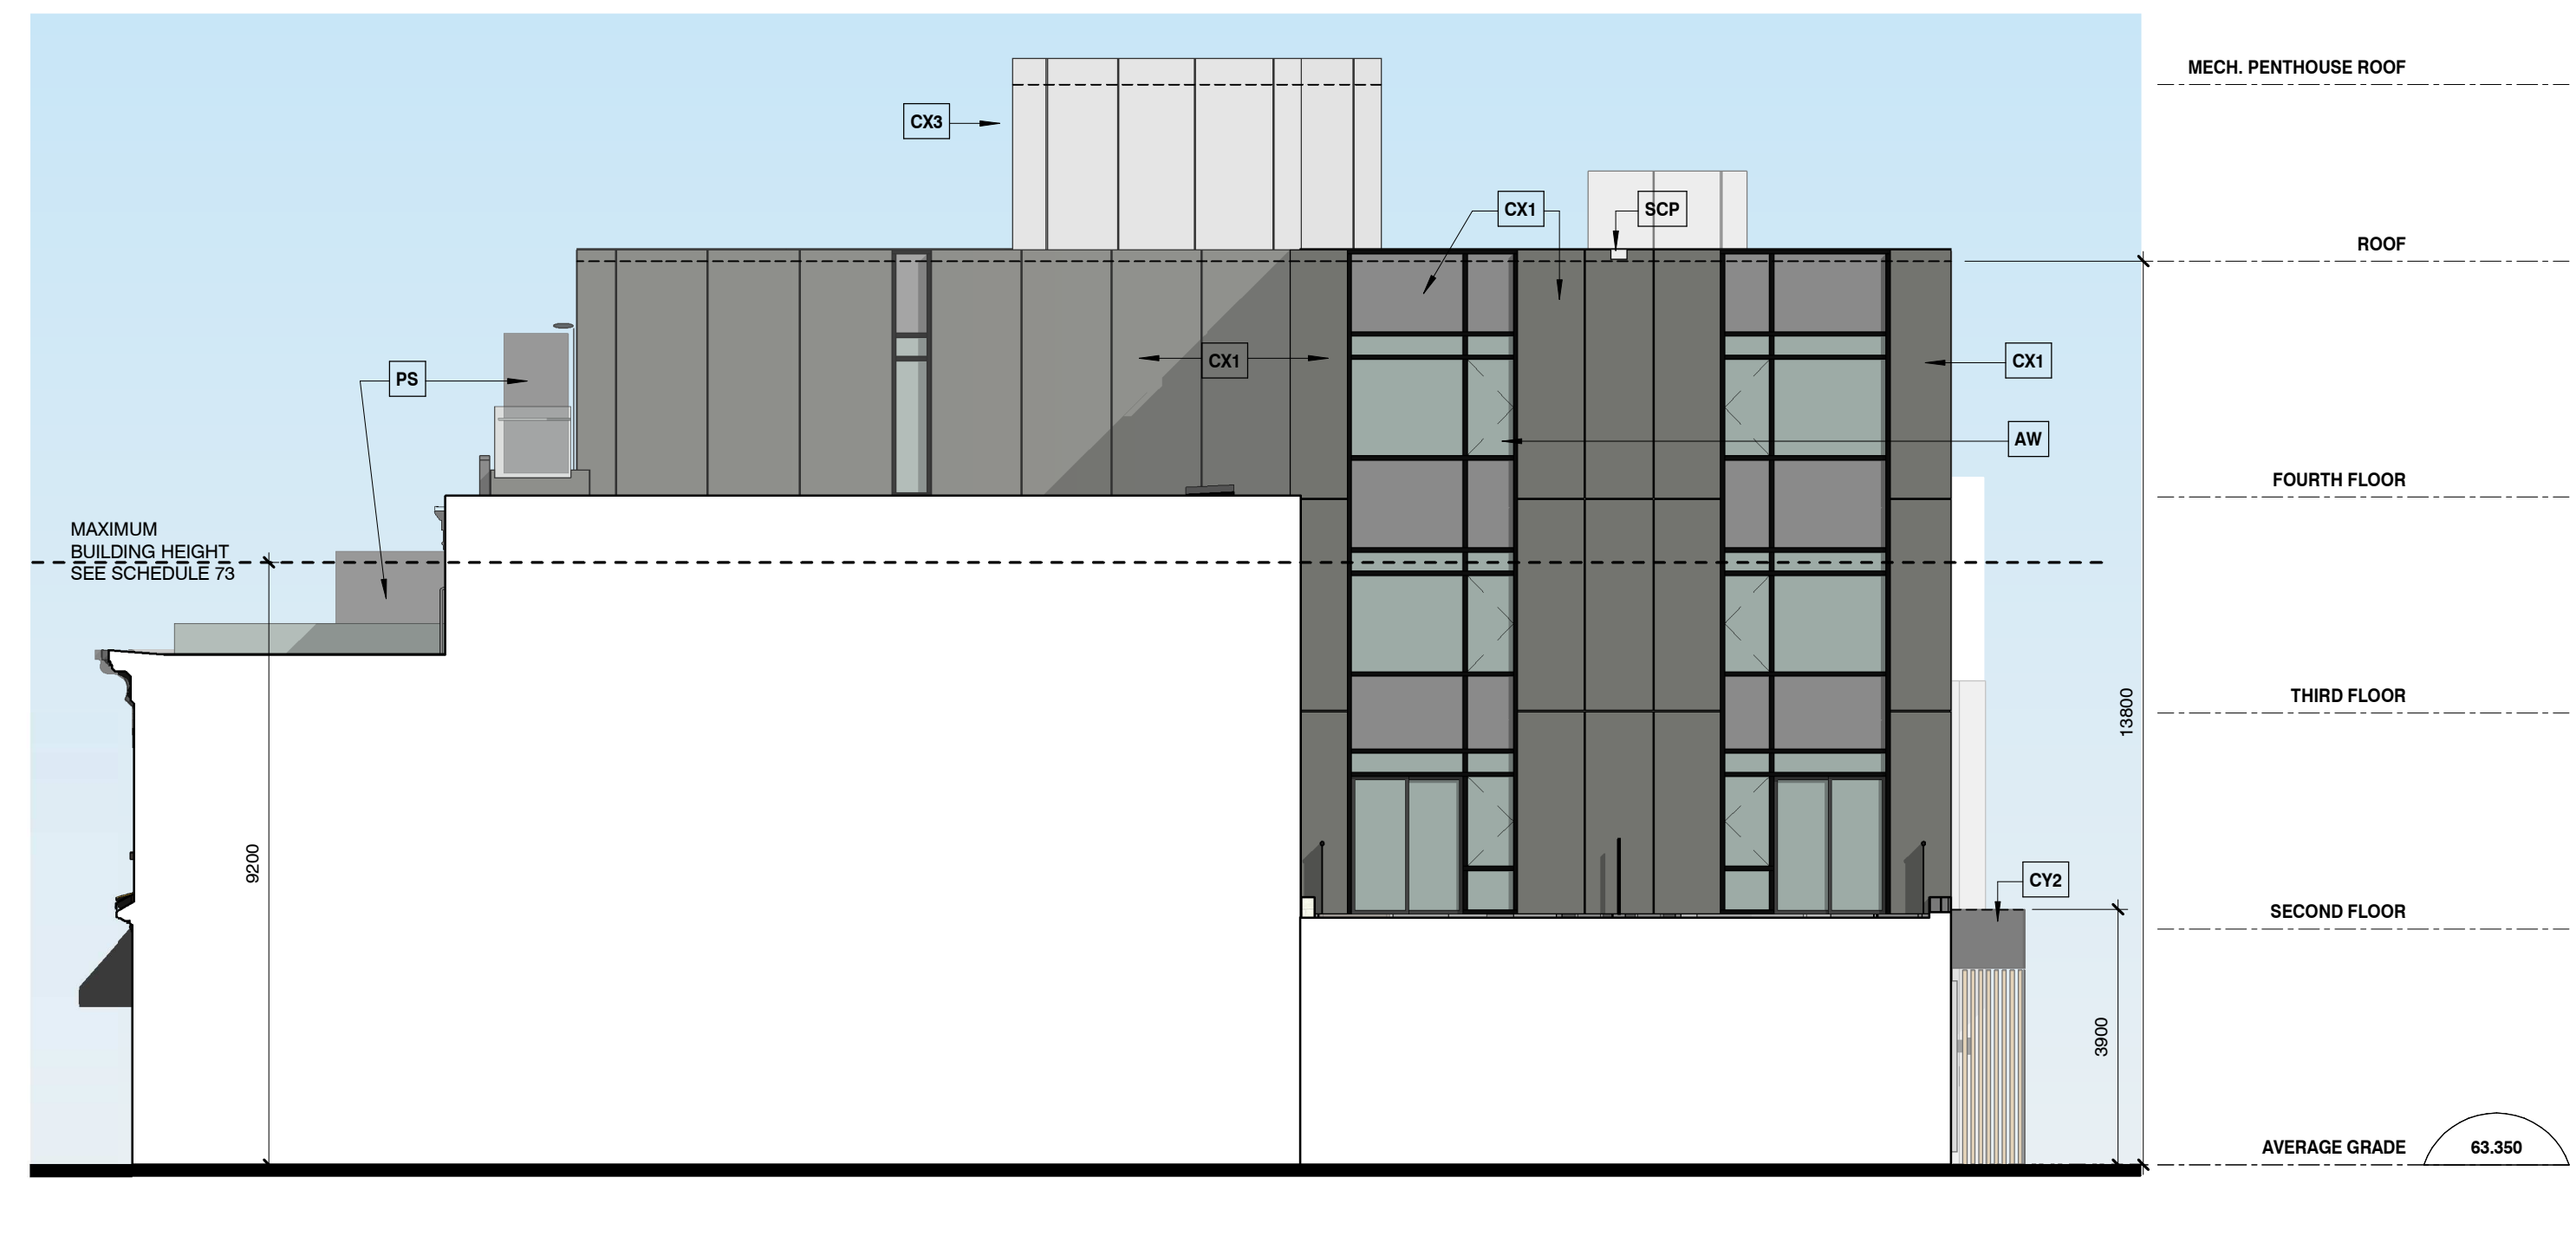 MECH. PENTHOUSE ROOF
CX3
CX1
SCP
ROOF
CX1
CX1
PS
AW
FOURTH FLOOR
MAXIMUM
BUILDING HEIGHT
SEE SCHEDULE 73
THIRD FLOOR
13800
9200
CY2
SECOND FLOOR
3900
AVERAGE GRADE
63.350